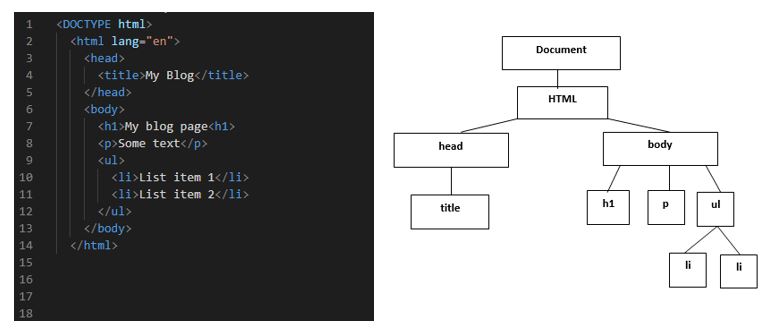 1 <DOCTYPE html>
2 <html lang="en">
3 <head>
4 <title>My Blog</title>
5 </head>
6 <body>
7 <h1>My blog page<h1>
8 <p>Some text</p>
9 <ul>
10 <li>List item 1</li>
11 <li>List item 2</li>
12 </ul>
13 </body>
14 </html>
15
16
17
18
Document
HTML
head body
title h1 p ul
li li